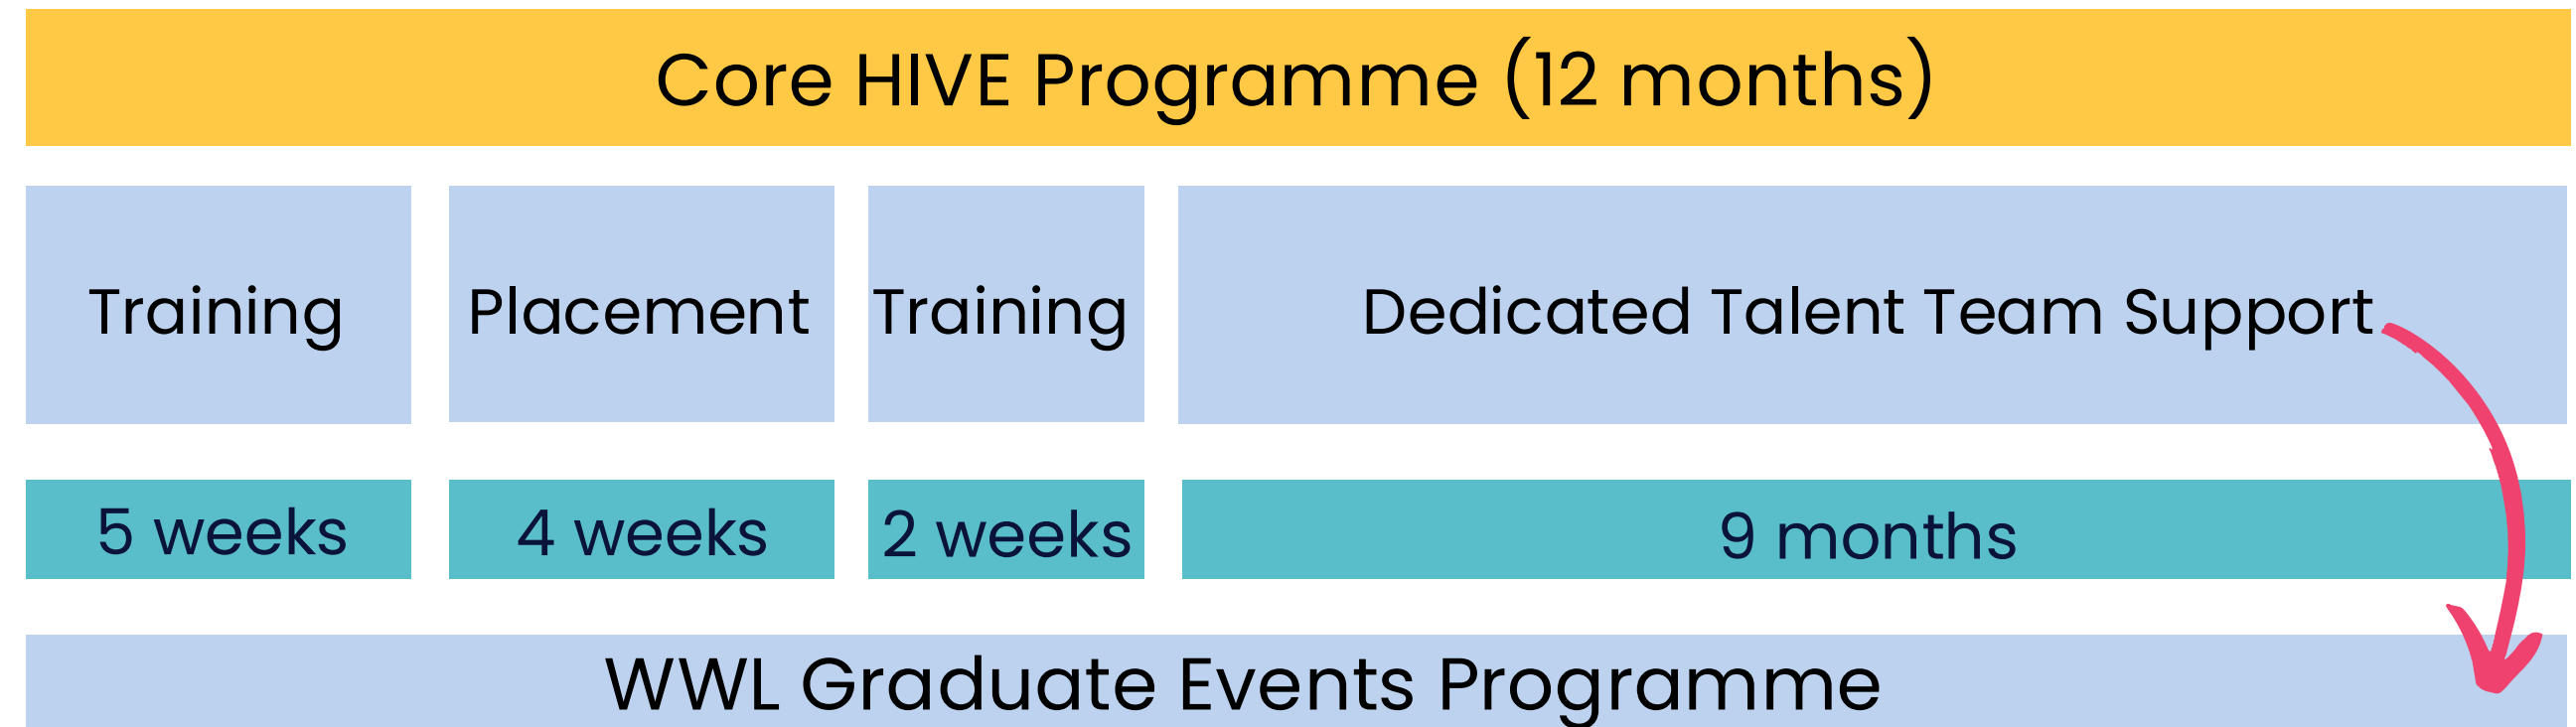 Core HIVE Programme (12 months)
Training
Placement
Training
Dedicated Talent Team Support
5 weeks
4 weeks
2 weeks
9 months
WWL Graduate Events Programme